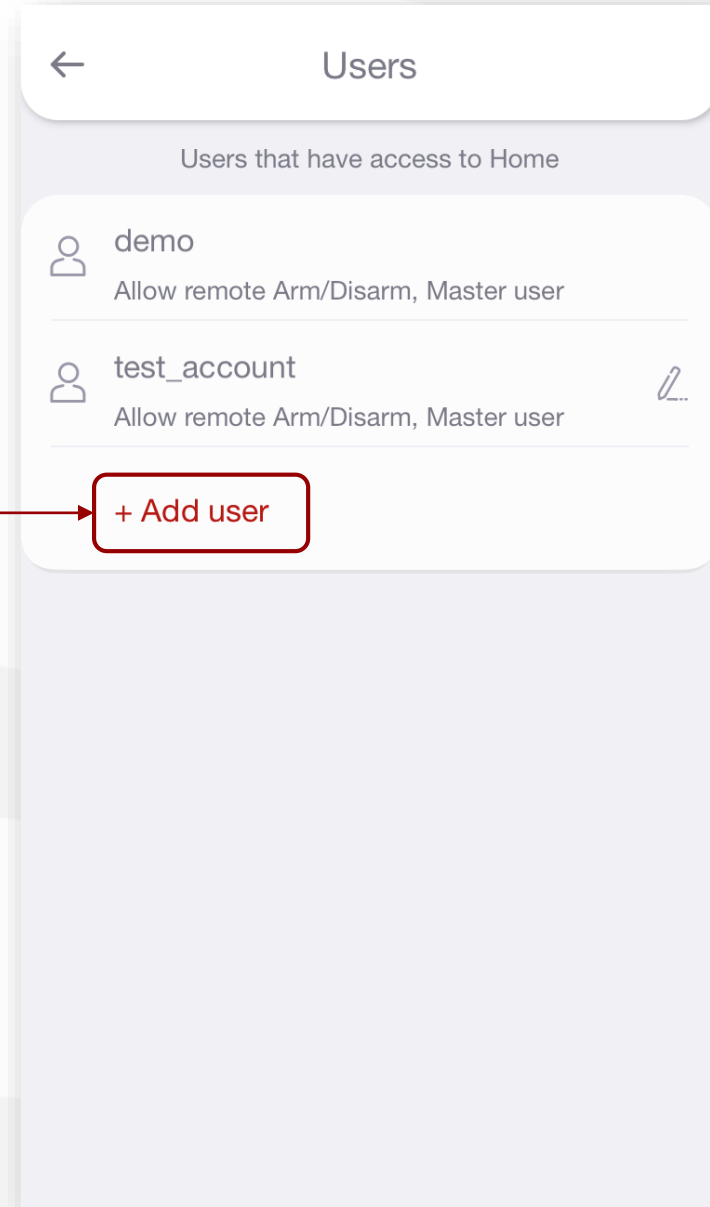 Users
Users that have access to Home
demo
Allow remote Arm/Disarm, Master user
test_account
Allow remote Arm/Disarm, Master user
+ Add user